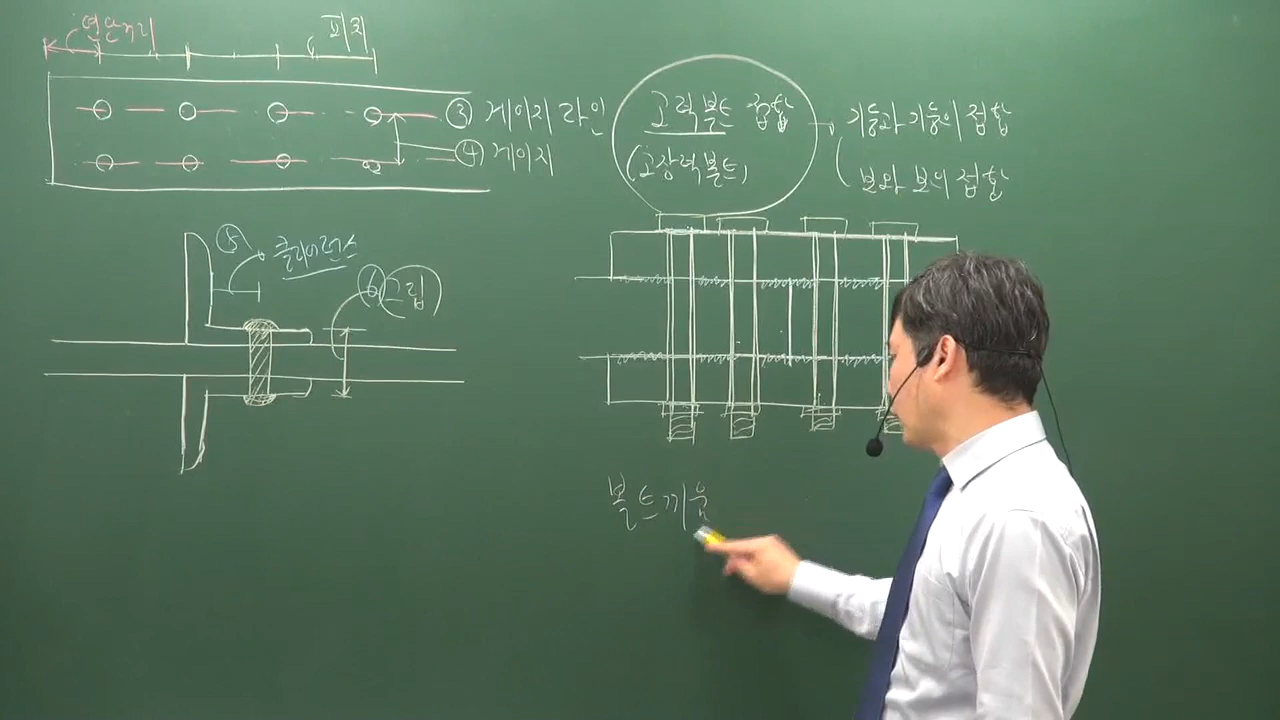 연단거리
피치
③ 게이지 라인
④ 게이지
⑤ 클리어런스
⑥ 그립
고력볼트 접합
(고장력볼트)
기둥과 기둥의 접합
보와 보의 접합
볼트끼움